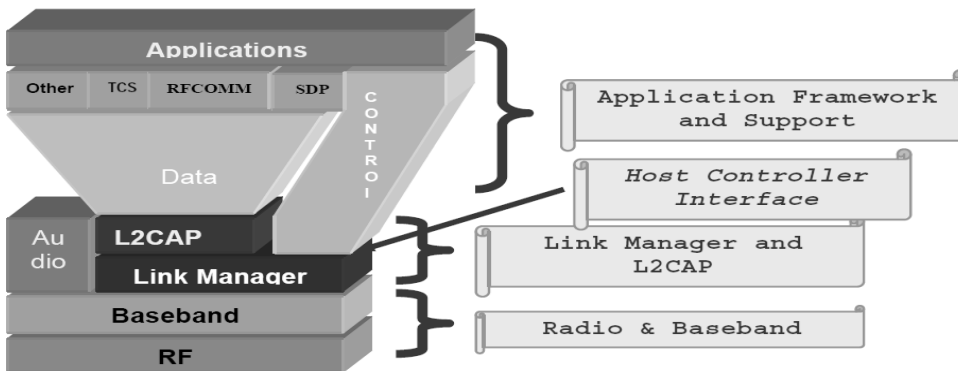 Applications
Other TCS RFCOMM SDP
CONTROl
Data
Au
dio
L2CAP
Link Manager
Baseband
RF
Application Framework
and Support
Host Controller
Interface
Link Manager and
L2CAP
Radio & Baseband